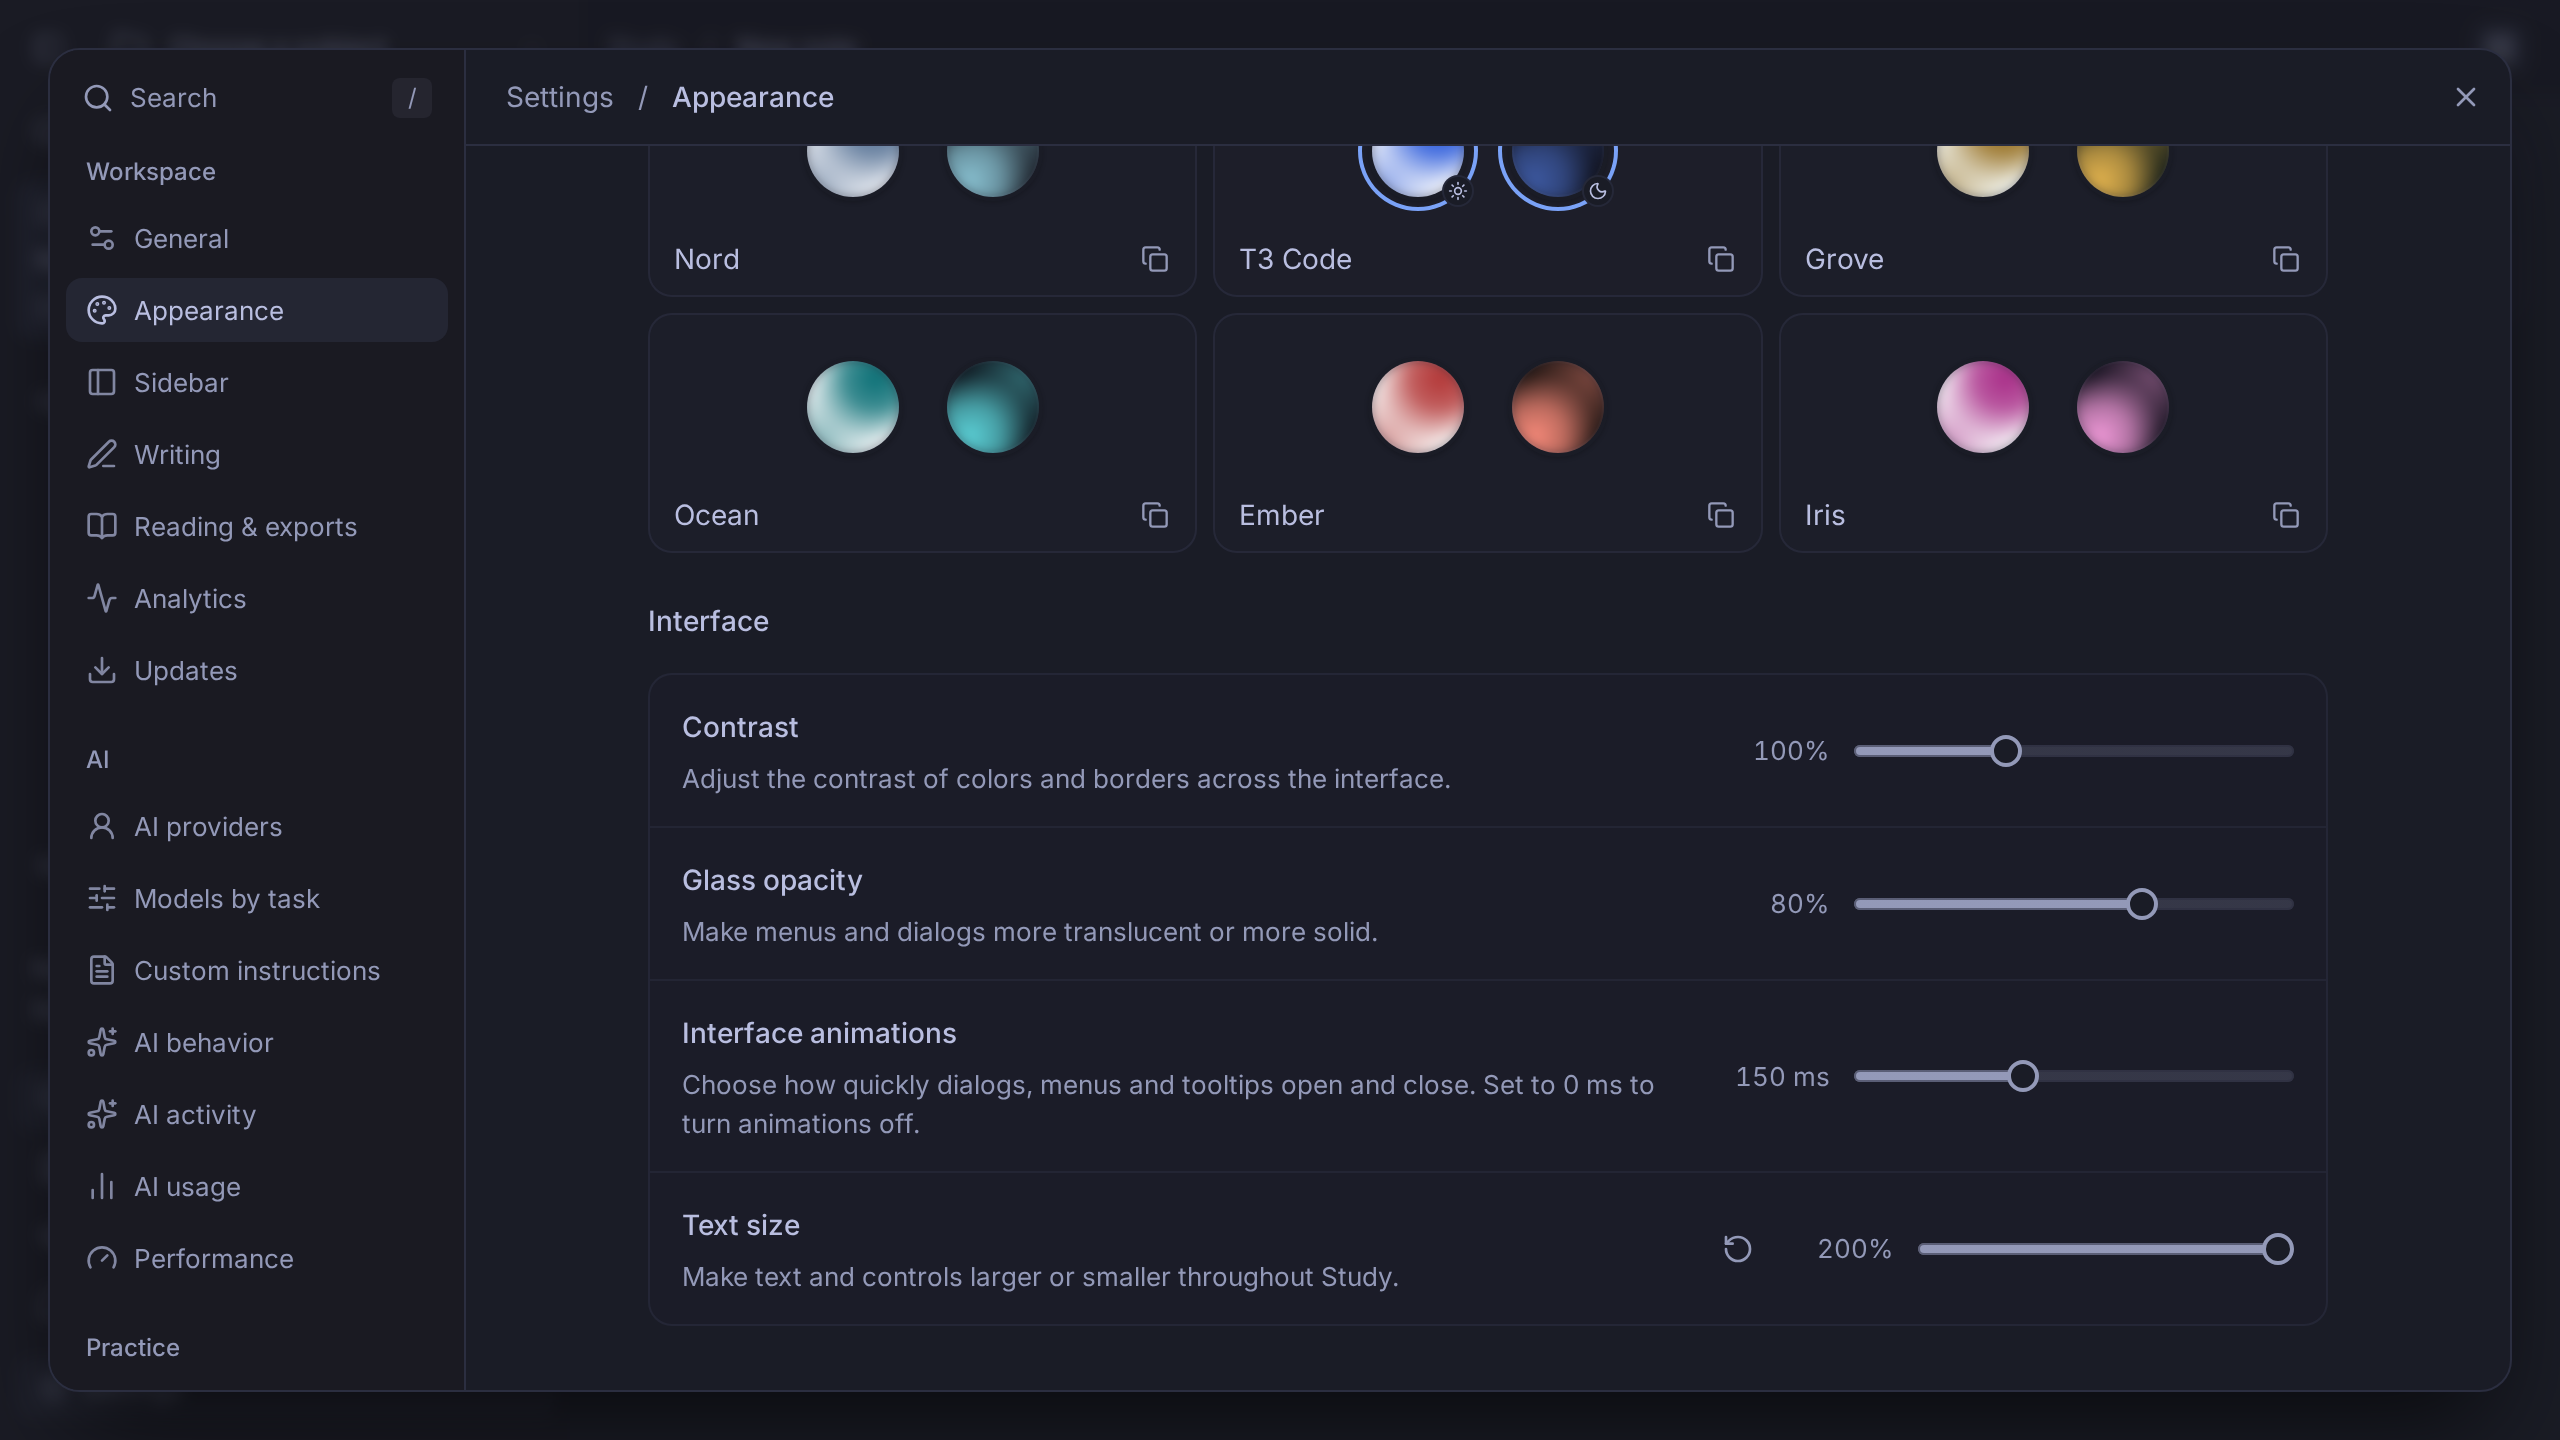 Search /
Workspace
General
Appearance
Sidebar
Writing
Reading & exports
Analytics
Updates
AI
AI providers
Models by task
Custom instructions
AI behavior
AI activity
AI usage
Performance
Practice
Settings / Appearance
Nord
T3 Code
Grove
Ocean
Ember
Iris
Interface
Contrast
Adjust the contrast of colors and borders across the interface.
100%
Glass opacity
Make menus and dialogs more translucent or more solid.
80%
Interface animations
Choose how quickly dialogs, menus and tooltips open and close. Set to 0 ms to
turn animations off.
150 ms
Text size
Make text and controls larger or smaller throughout Study.
200%